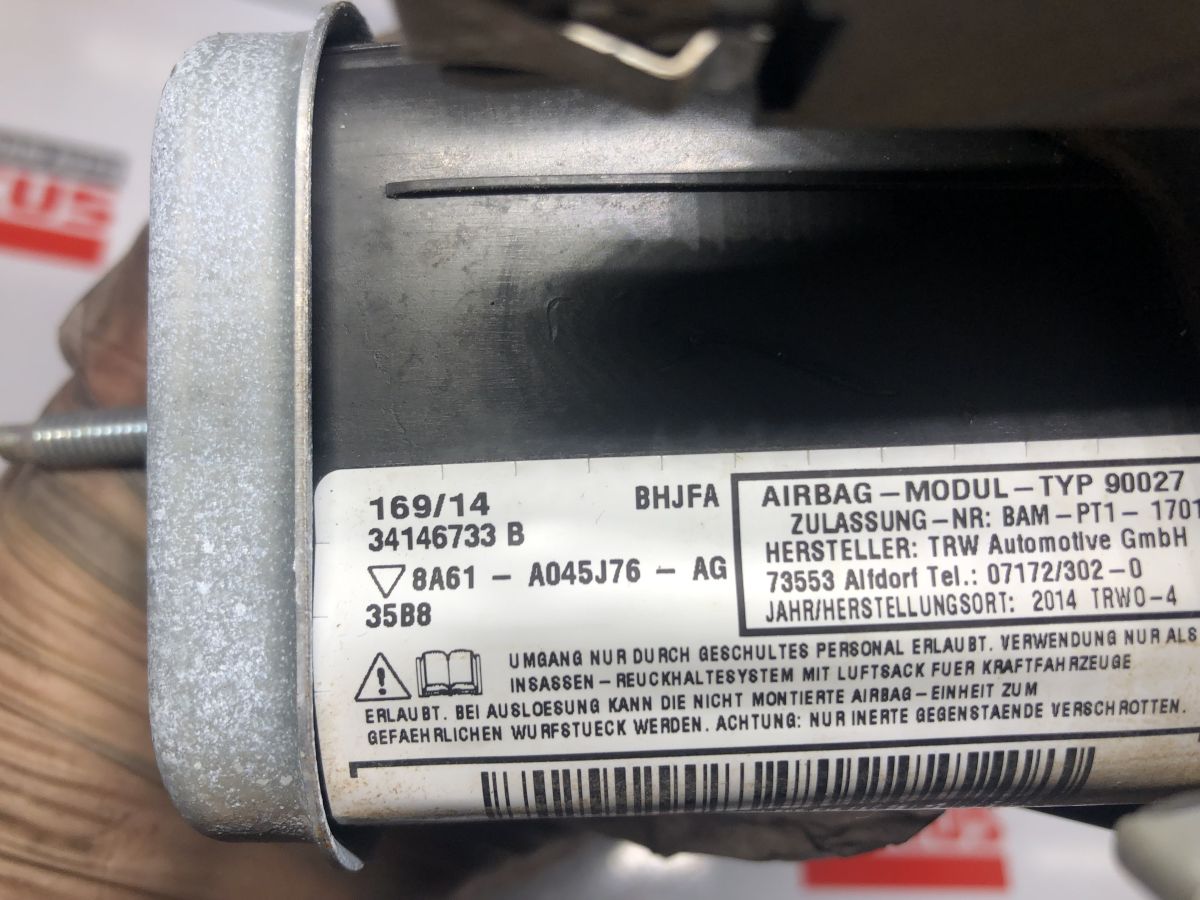 169/14
BHJFA
34146733 B
8A61 - A045J76 - AG
35B8
AIRBAG-MODUL-TYP 90027
ZULASSUNG-NR: BAM-PT1-1701
HERSTELLER: TRW Automotive GmbH
73553 Alfdorf Tel.: 07172/302-0
JAHR/HERSTELLUNGSORT: 2014 TRWO-4
UMGANG NUR DURCH GESCHULTES PERSONAL ERLAUBT. VERWENDUNG NUR ALS
INSASSEN-REUCKHALTESYSTEM MIT LUFTSACK FUER KRAFTFAHRZEUGE
ERLAUBT. BEI AUSLOESUNG KANN DIE NICHT MONTIERTE AIRBAG-EINHEIT ZUM
GEFAEHRLICHEN WURFSTUECK WERDEN. ACHTUNG: NUR INERTE GEGENSTAENDE VERSCHROTTEN.